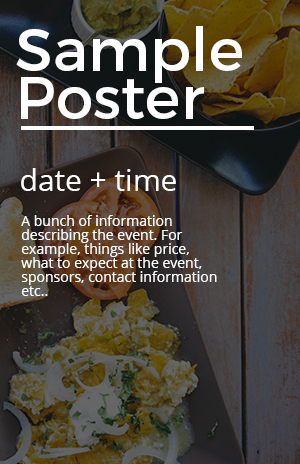 Sample
Poster
date + time
A bunch of information
describing the event. For
example, things like price,
what to expect at the event,
sponsors, contact information
etc..